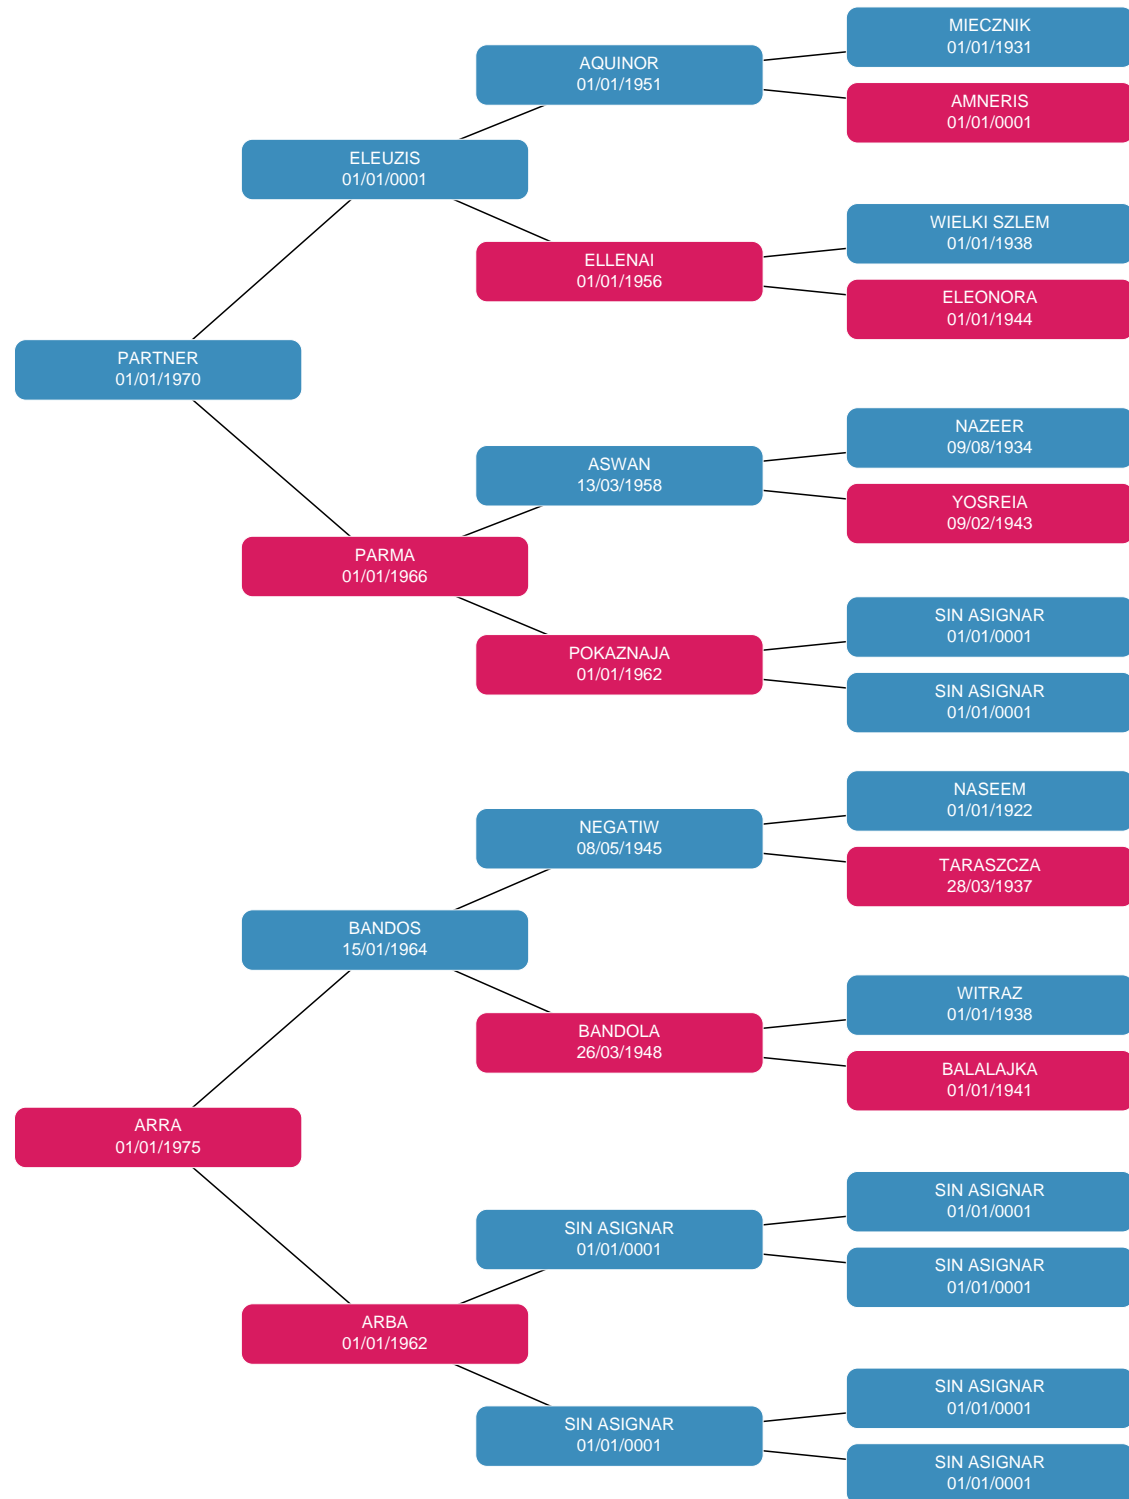 MIECZNIK
01/01/1931
AQUINOR
01/01/1951
AMNERIS
01/01/0001
ELEUZIS
01/01/0001
WIELKI SZLEM
01/01/1938
ELLENAI
01/01/1956
ELEONORA
01/01/1944
PARTNER
01/01/1970
NAZEER
09/08/1934
ASWAN
13/03/1958
YOSREIA
09/02/1943
PARMA
01/01/1966
SIN ASIGNAR
01/01/0001
POKAZNAJA
01/01/1962
SIN ASIGNAR
01/01/0001
NASEEM
01/01/1922
NEGATIW
08/05/1945
TARASZCZA
28/03/1937
BANDOS
15/01/1964
WITRAZ
01/01/1938
BANDOLA
26/03/1948
BALALAJKA
01/01/1941
ARRA
01/01/1975
SIN ASIGNAR
01/01/0001
SIN ASIGNAR
01/01/0001
SIN ASIGNAR
01/01/0001
ARBA
01/01/1962
SIN ASIGNAR
01/01/0001
SIN ASIGNAR
01/01/0001
SIN ASIGNAR
01/01/0001